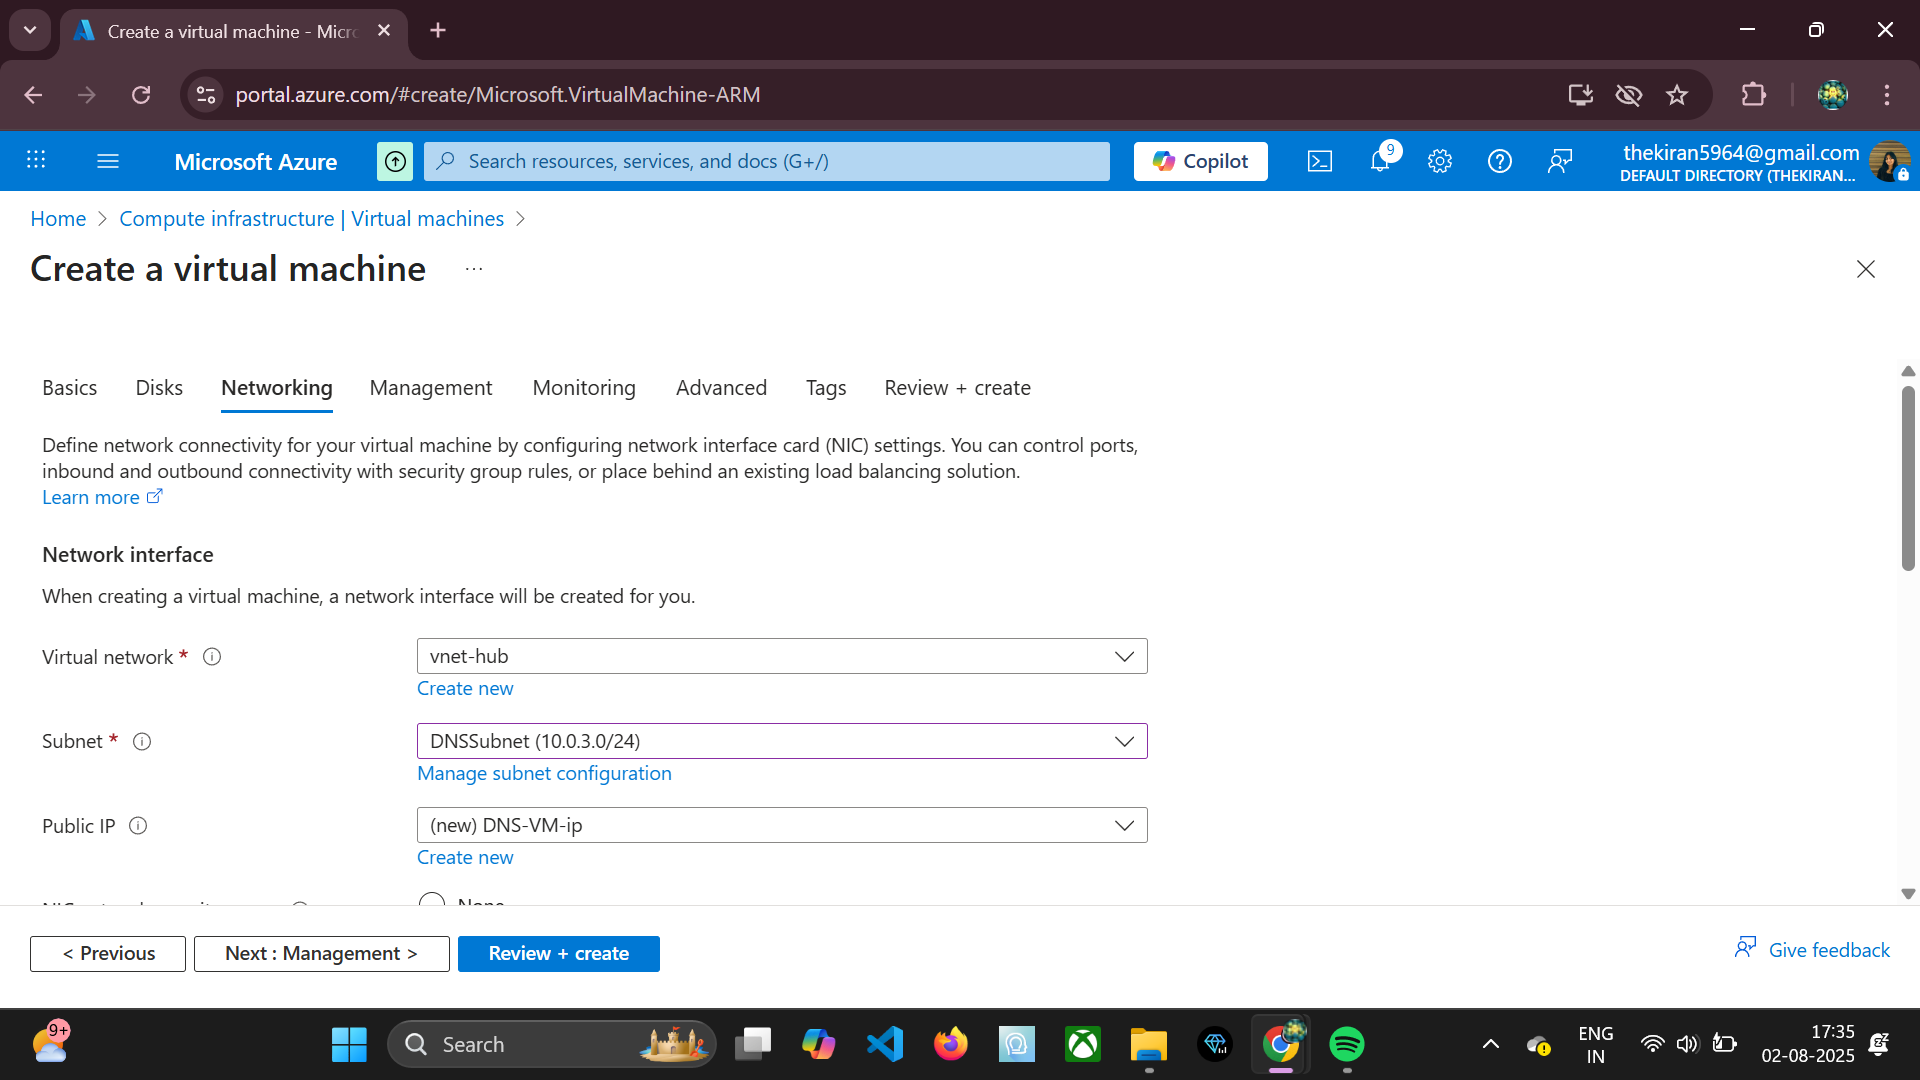 Create a virtual machine - Micro
portal.azure.com/#create/Microsoft.VirtualMachine-ARM
Microsoft Azure
Search resources, services, and docs (G+/)
Copilot
9
thekiran5964@gmail.com
DEFAULT DIRECTORY (THEKIRAN...
Home
Compute infrastructure | Virtual machines
Create a virtual machine
...
Basics
Disks
Networking
Management
Monitoring
Advanced
Tags
Review + create
Define network connectivity for your virtual machine by configuring network interface card (NIC) settings. You can control ports,
inbound and outbound connectivity with security group rules, or place behind an existing load balancing solution.
Learn more
Network interface
When creating a virtual machine, a network interface will be created for you.
Virtual network *
vnet-hub
Create new
Subnet *
DNSSubnet (10.0.3.0/24)
Manage subnet configuration
Public IP
(new) DNS-VM-ip
Create new
None
< Previous
Next : Management >
Review + create
Give feedback
9+
Search
ENG
IN
17:35
02-08-2025